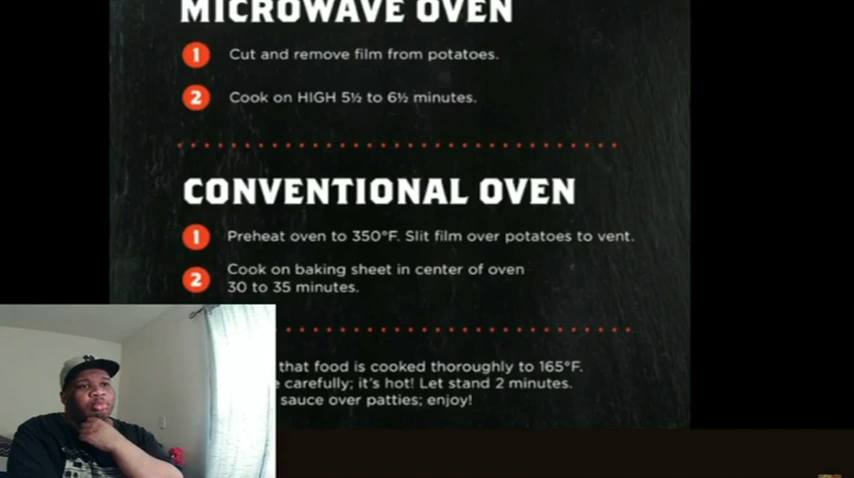 MICROWAVE OVEN
1 Cut and remove film from potatoes.
2 Cook on HIGH 5½ to 6½ minutes.
CONVENTIONAL OVEN
1 Preheat oven to 350°F. Slit film over potatoes to vent.
2 Cook on baking sheet in center of oven
30 to 35 minutes.
that food is cooked thoroughly to 165°F.
carefully; it's hot! Let stand 2 minutes.
sauce over patties; enjoy!